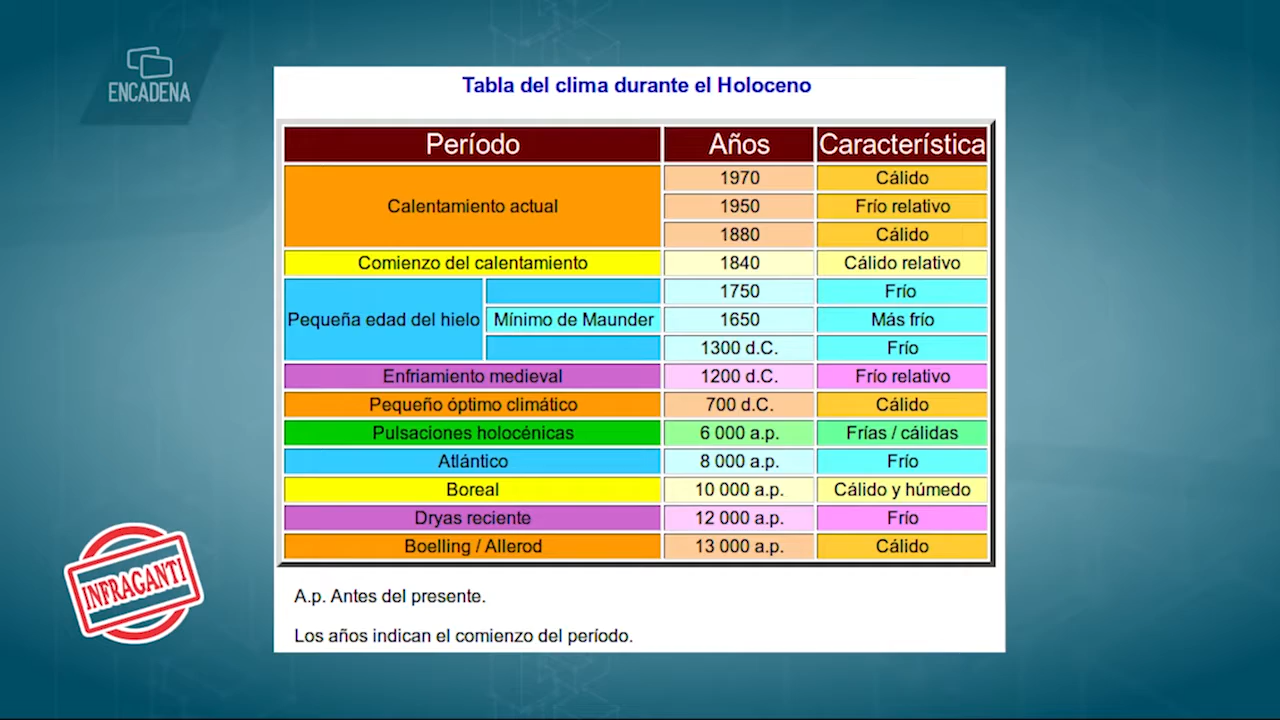 ENCADENA
Tabla del clima durante el Holoceno
Período Años Característica
Calentamiento actual
1970 Cálido
1950 Frío relativo
1880 Cálido
Comienzo del calentamiento 1840 Cálido relativo
Pequeña edad del hielo
1750 Frío
Mínimo de Maunder 1650 Más frío
1300 d.C. Frío
Enfriamiento medieval 1200 d.C. Frío relativo
Pequeño óptimo climático 700 d.C. Cálido
Pulsaciones holocénicas 6 000 a.p. Frías / cálidas
Atlántico 8 000 a.p. Frío
Boreal 10 000 a.p. Cálido y húmedo
Dryas reciente 12 000 a.p. Frío
Boelling / Allerod 13 000 a.p. Cálido
A.p. Antes del presente.
Los años indican el comienzo del período.
INFRAGANTI